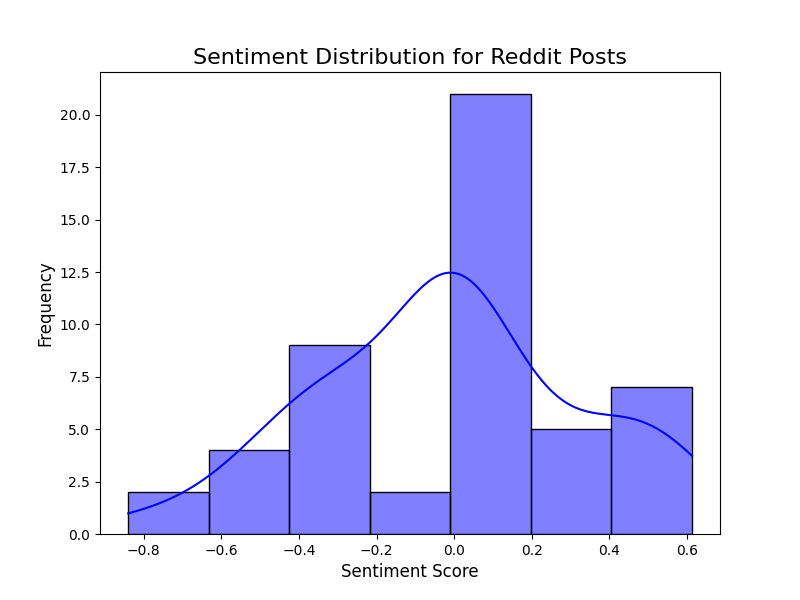 Sentiment Distribution for Reddit Posts
20.0
17.5
15.0
12.5
10.0
7.5
5.0
2.5
0.0
Frequency
−0.8 −0.6 −0.4 −0.2 0.0 0.2 0.4 0.6
Sentiment Score